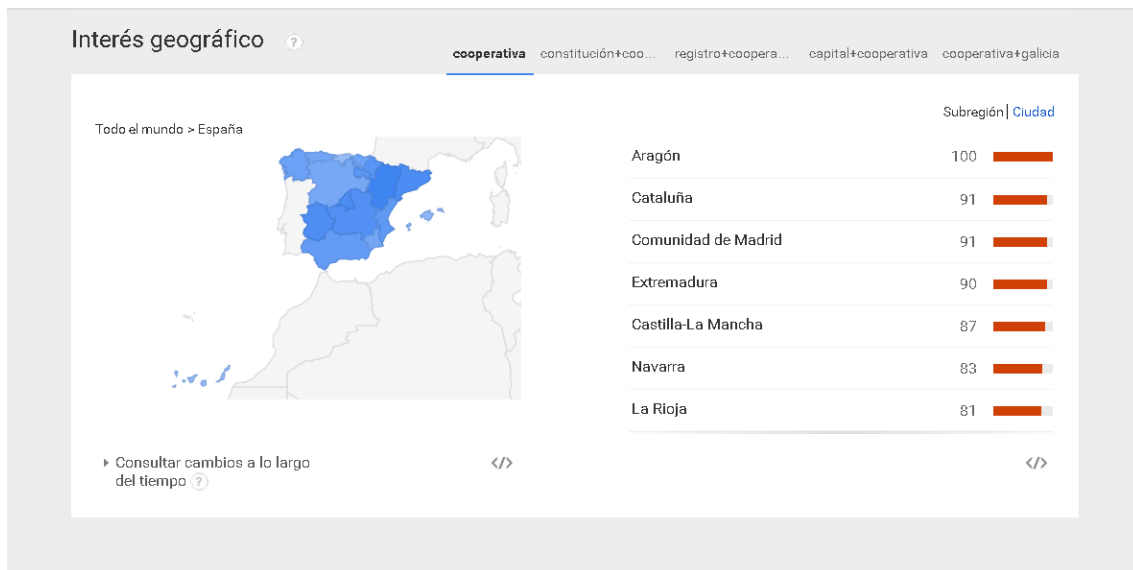 Interés geográfico ?
cooperativa constitución+coo... registro+coopera... capital+cooperativa cooperativa+galicia
Subregión| Ciudad
Todo el mundo > España
Aragón 100
Cataluña 91
Comunidad de Madrid 91
Extremadura 90
Castilla-La Mancha 87
Navarra 83
La Rioja 81
Consultar cambios a lo largo
del tiempo ?
</> </>